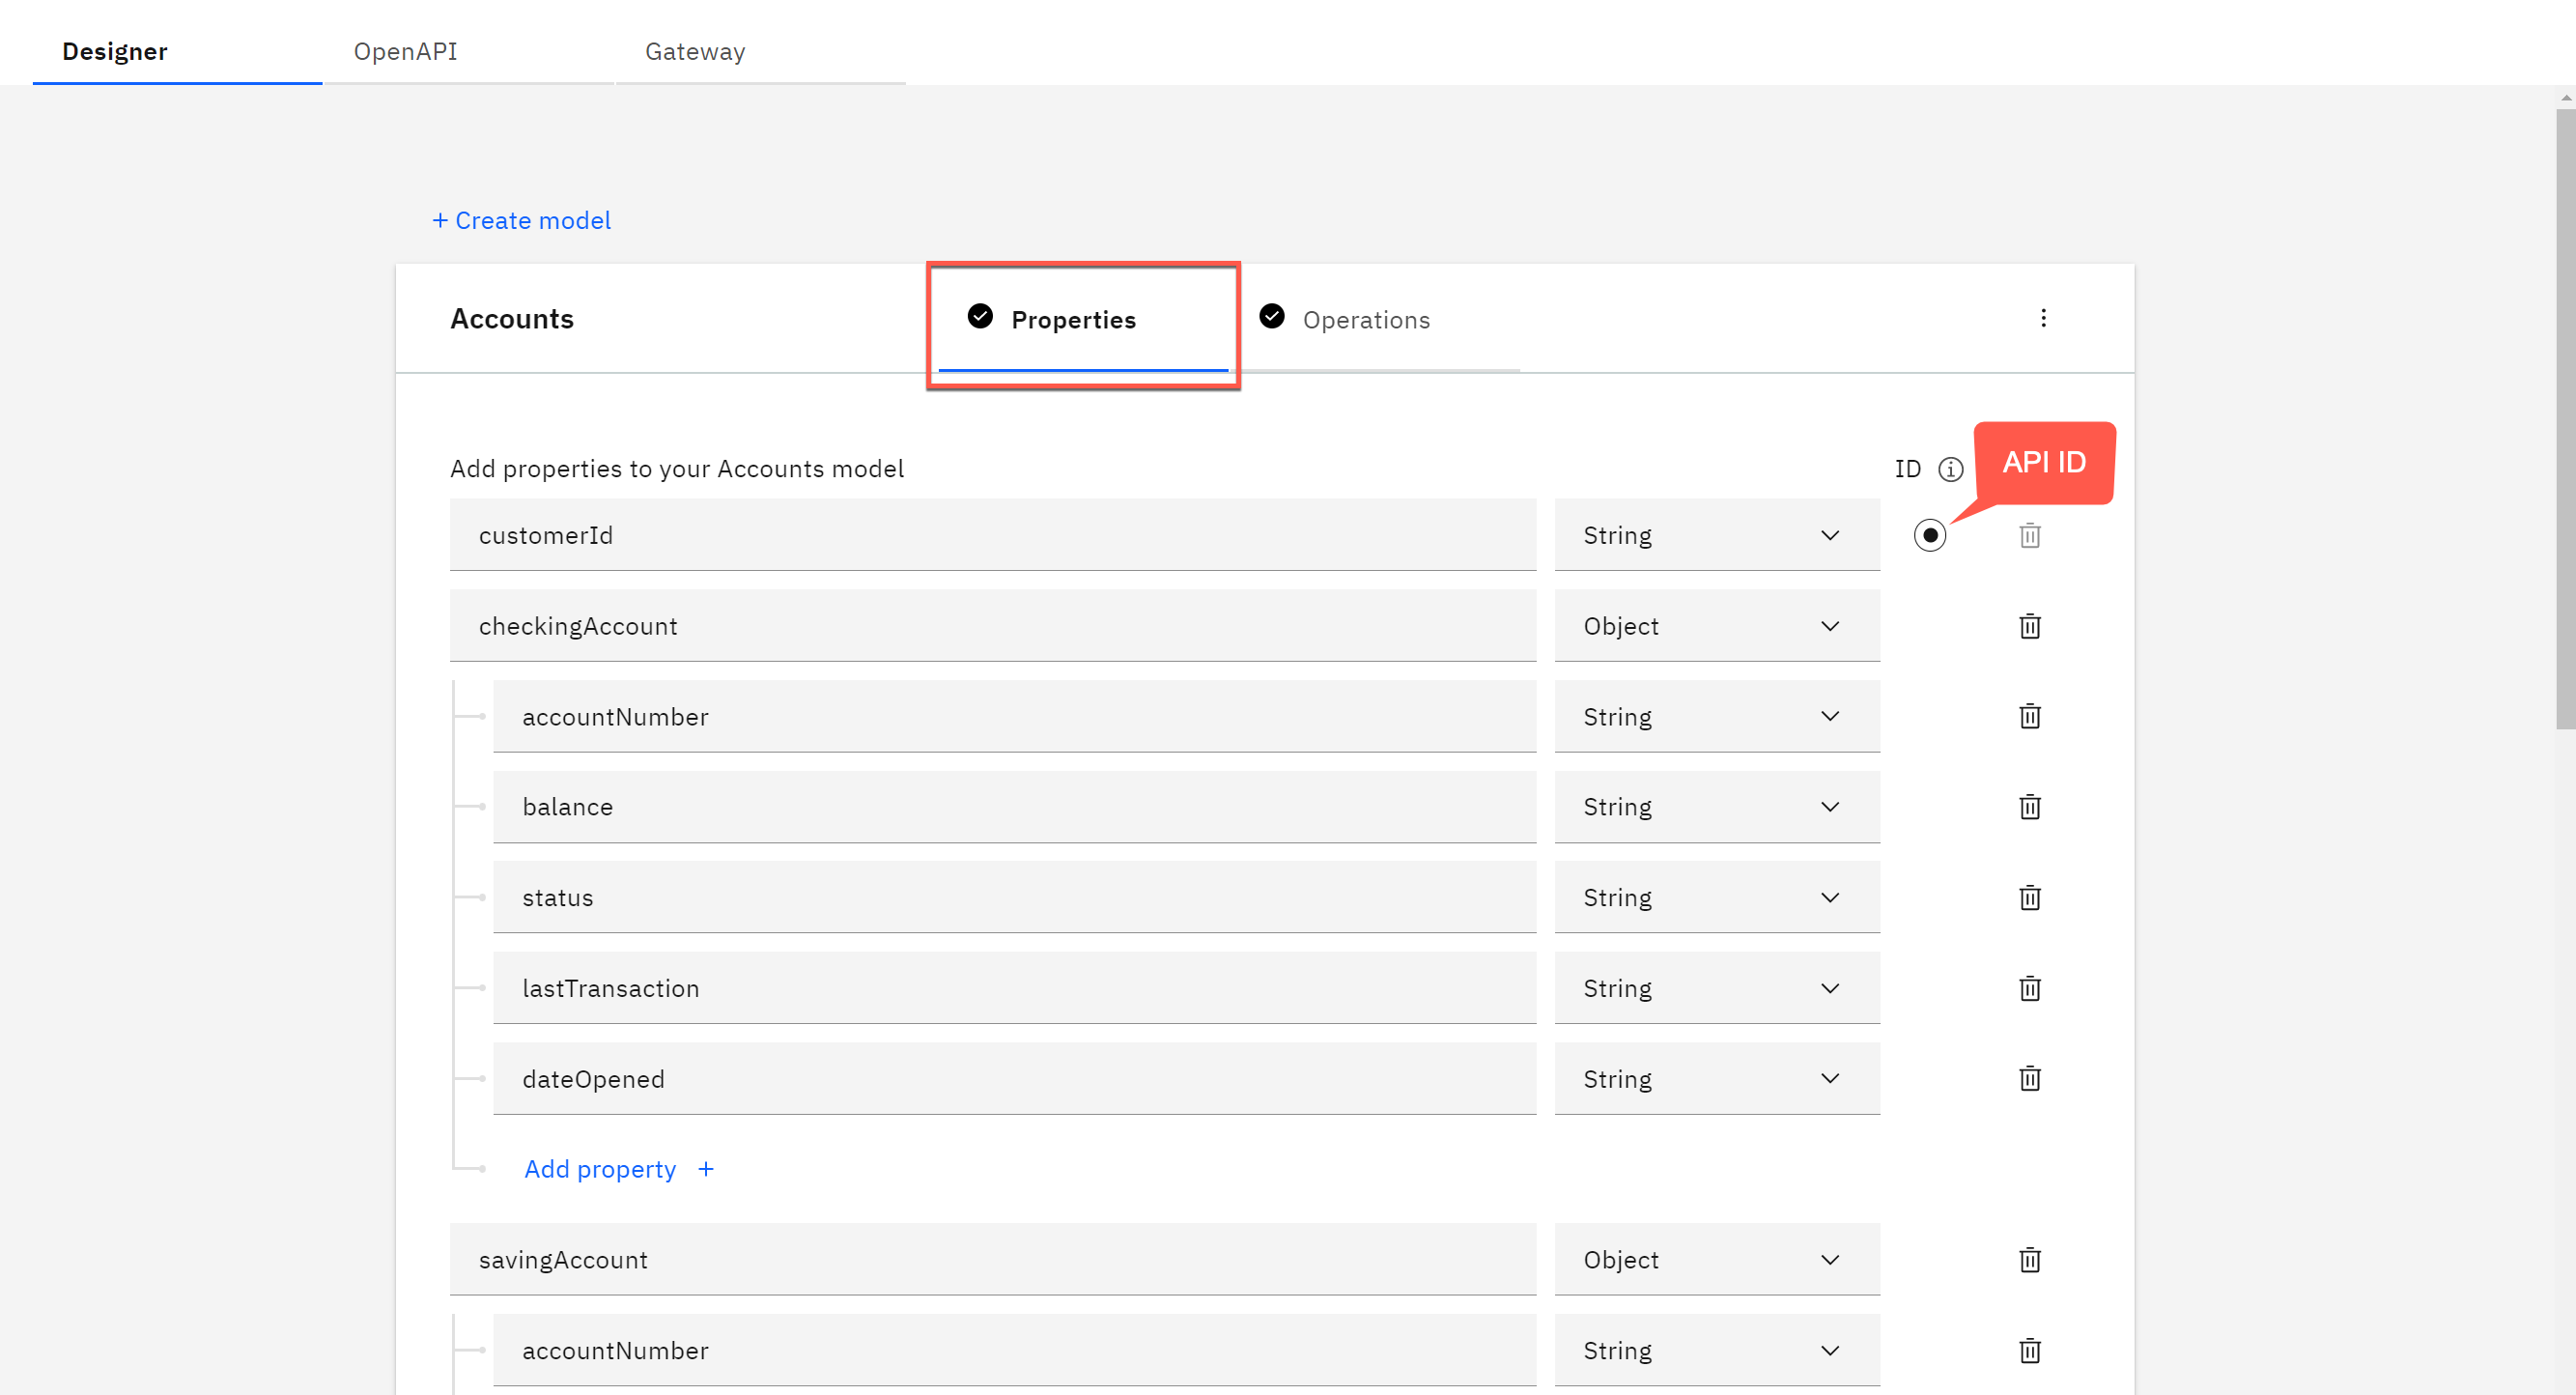 Designer OpenAPI Gateway
+ Create model
Accounts Properties Operations
Add properties to your Accounts model ID API ID
customerId String
checkingAccount Object
accountNumber String
balance String
status String
lastTransaction String
dateOpened String
Add property +
savingAccount Object
accountNumber String